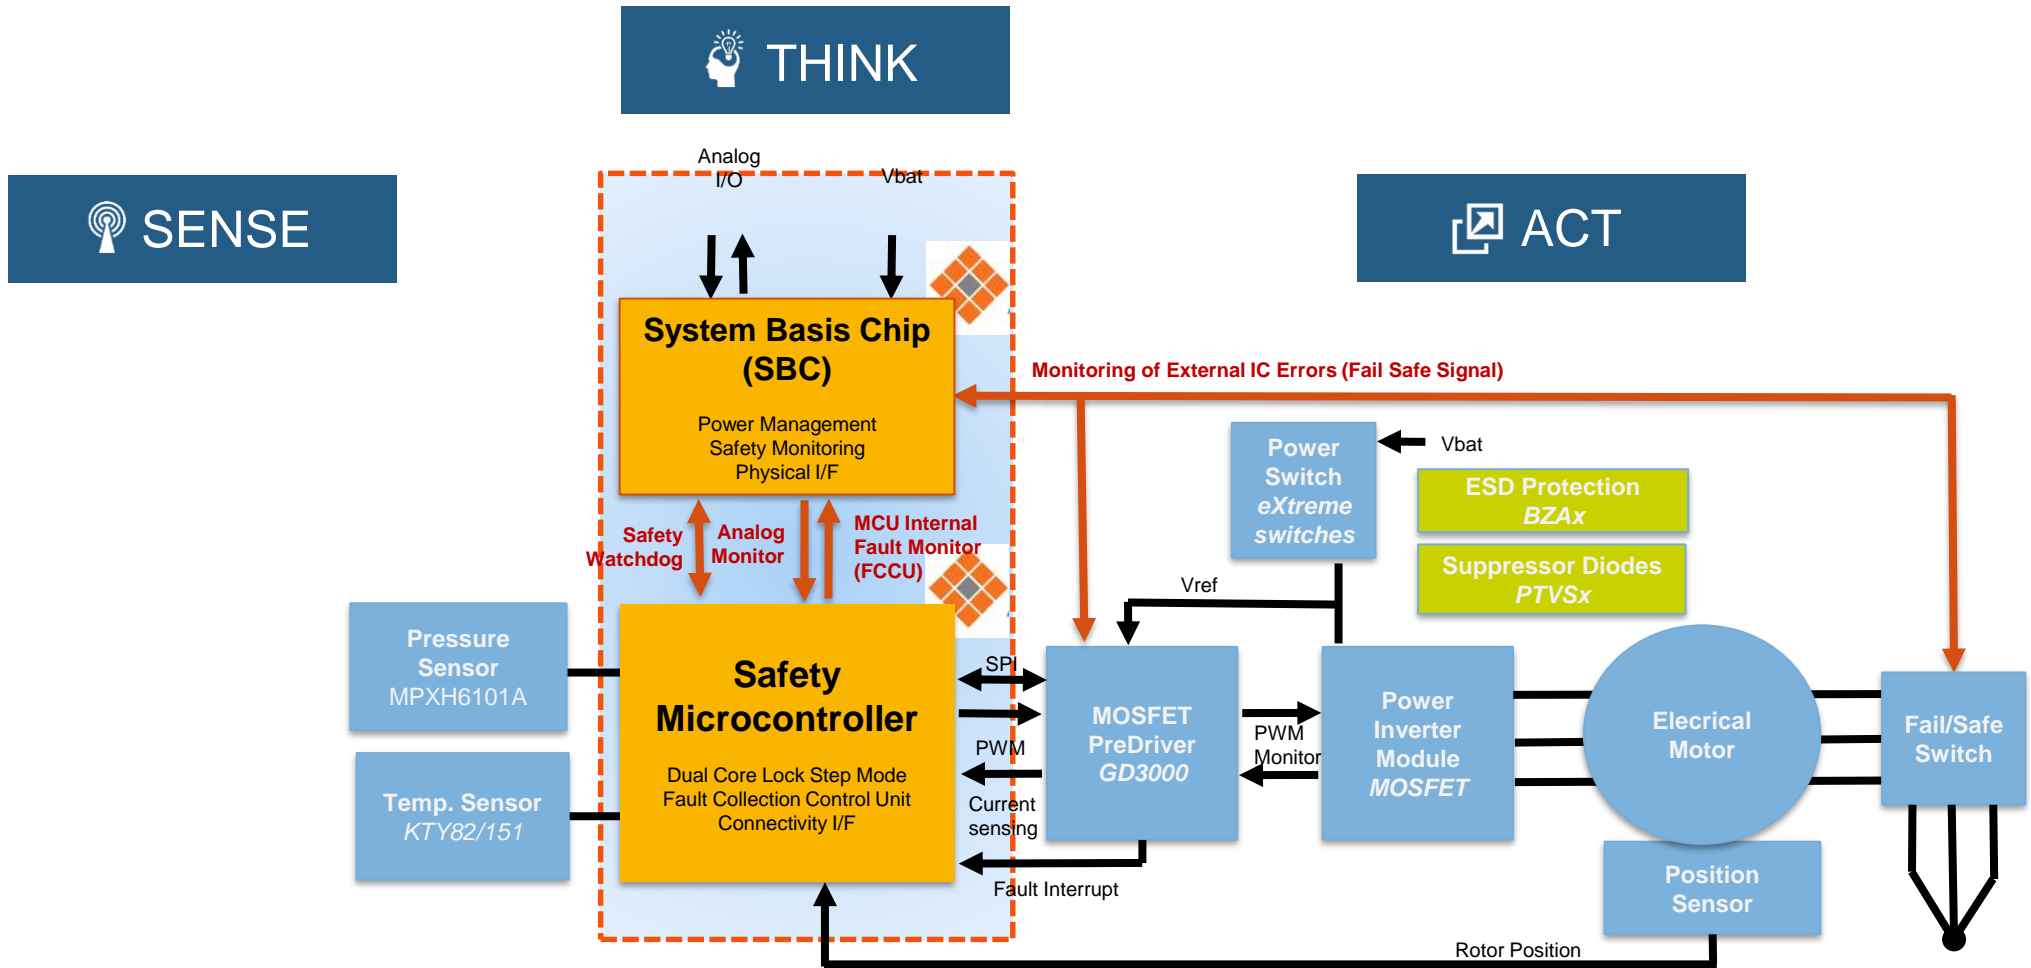 THINK
SENSE
ACT
Analog
I/O
Vbat
System Basis Chip
(SBC)
Power Management
Safety Monitoring
Physical I/F
Monitoring of External IC Errors (Fail Safe Signal)
Power
Switch
eXtreme
switches
Vbat
ESD Protection
BZAx
Suppressor Diodes
PTVSx
Safety
Watchdog
Analog
Monitor
MCU Internal
Fault Monitor
(FCCU)
Vref
Pressure
Sensor
MPXH6101A
Temp. Sensor
KTY82/151
Safety
Microcontroller
Dual Core Lock Step Mode
Fault Collection Control Unit
Connectivity I/F
SPI
PWM
Current
sensing
Fault Interrupt
MOSFET
PreDriver
GD3000
PWM
Monitor
Power
Inverter
Module
MOSFET
Elecrical
Motor
Fail/Safe
Switch
Position
Sensor
Rotor Position